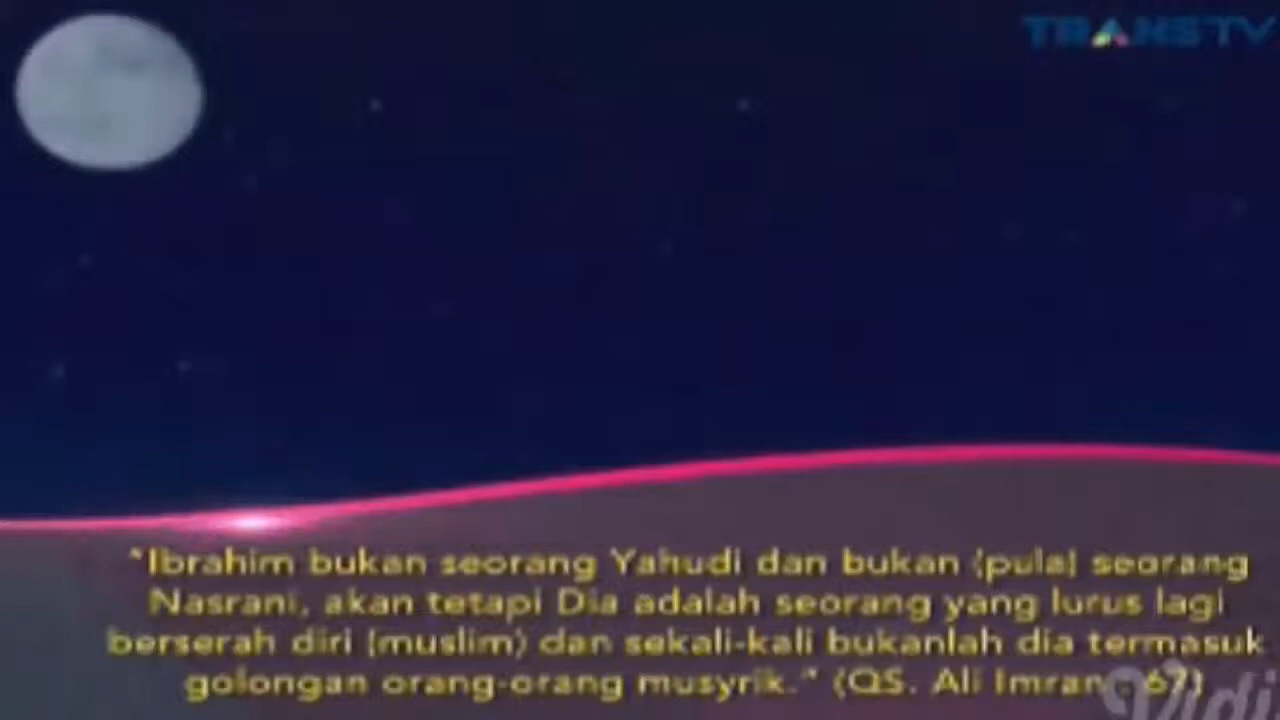 TRANSTV
"Ibrahim bukan seorang Yahudi dan bukan (pula) seorang
Nasrani, akan tetapi Dia adalah seorang yang lurus lagi
berserah diri (muslim) dan sekali-kali bukanlah dia termasuk
golongan orang-orang musyrik." (QS. Ali Imran : 67)